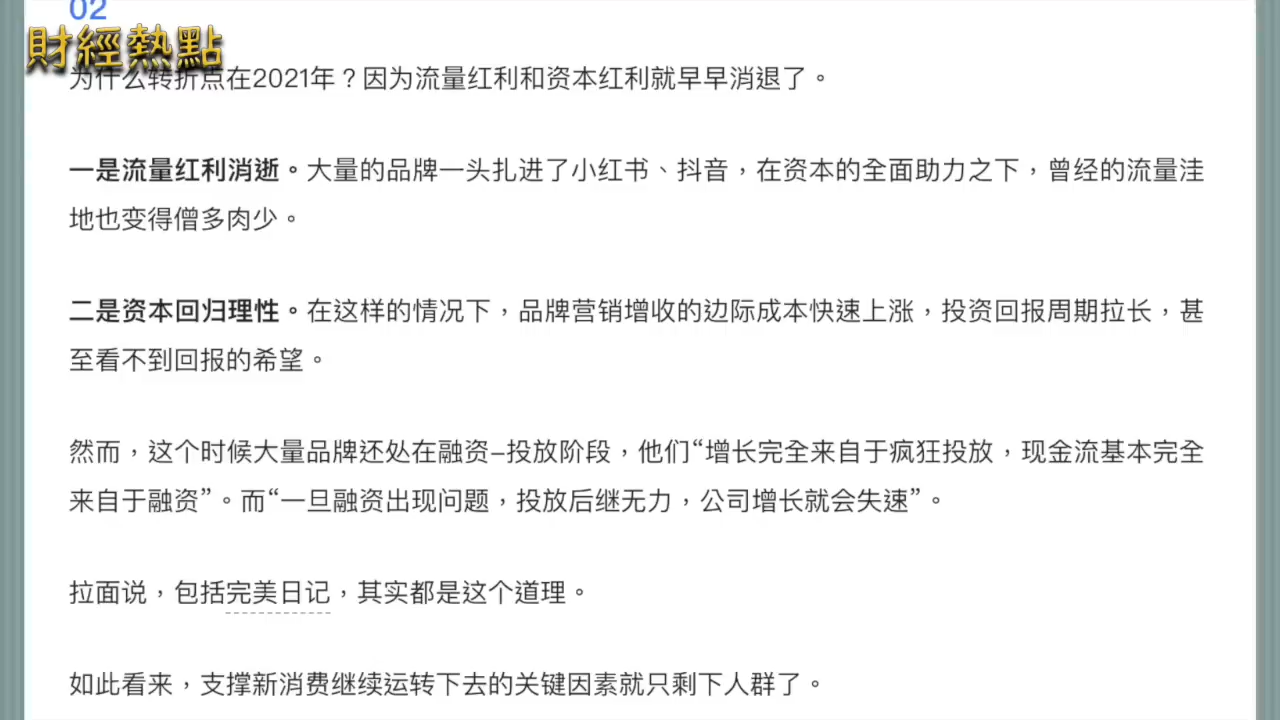 02
財經熱點
为什么转折点在2021年？因为流量红利和资本红利就早早消退了。
一是流量红利消逝。大量的品牌一头扎进了小红书、抖音，在资本的全面助力之下，曾经的流量洼
地也变得僧多肉少。
二是资本回归理性。在这样的情况下，品牌营销增收的边际成本快速上涨，投资回报周期拉长，甚
至看不到回报的希望。
然而，这个时候大量品牌还处在融资–投放阶段，他们“增长完全来自于疯狂投放，现金流基本完全
来自于融资”。而“一旦融资出现问题，投放后继无力，公司增长就会失速”。
拉面说，包括完美日记，其实都是这个道理。
如此看来，支撑新消费继续运转下去的关键因素就只剩下人群了。